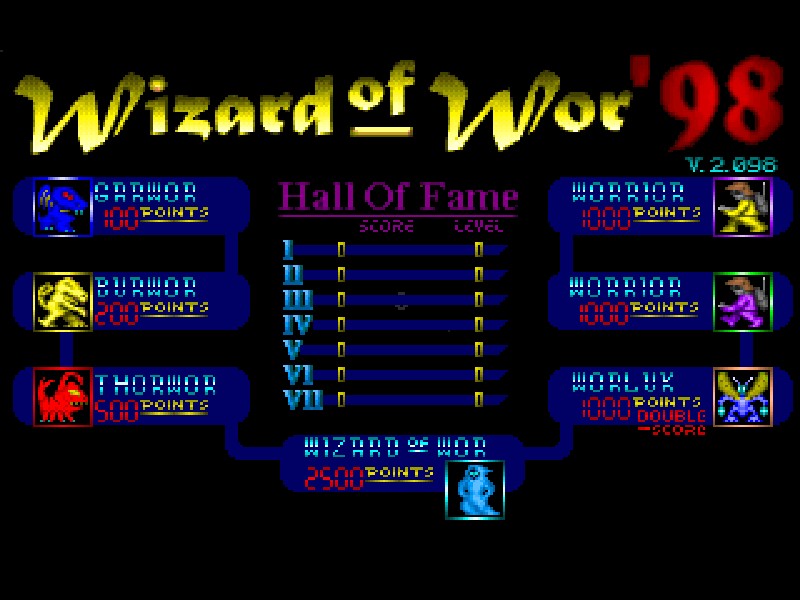 Wizard of Wor '98
V.2.098
GARWOR
100 POINTS
BURWOR
200 POINTS
THORWOR
500 POINTS
Hall Of Fame
SCORE LEVEL
I 0 0
II 0 0
III 0 0
IV 0 0
V 0 0
VI 0 0
VII 0 0
WORRIOR
1000 POINTS
WORRIOR
1000 POINTS
WORLUK
1000 POINTS
DOUBLE
-SCORE
WIZARD OF WOR
2500 POINTS